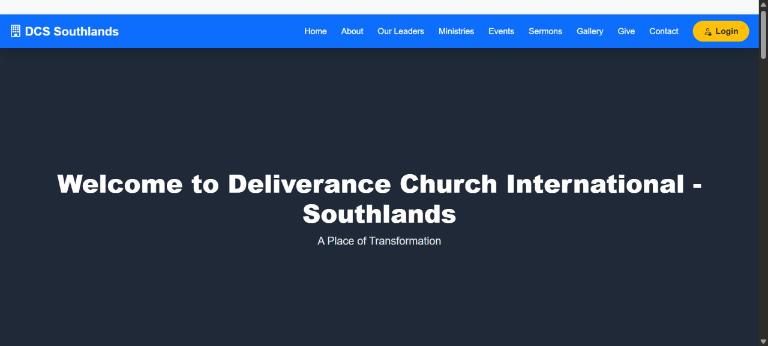 DCS Southlands
Home About Our Leaders Ministries Events Sermons Gallery Give Contact Login
Welcome to Deliverance Church International -
Southlands
A Place of Transformation